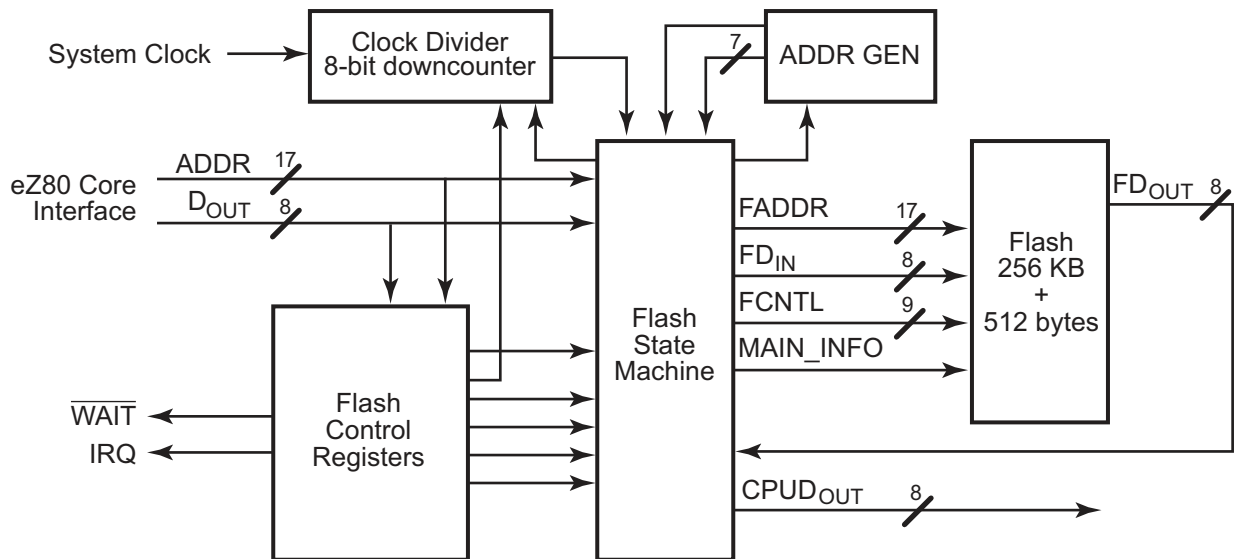 System Clock
Clock Divider
8-bit downcounter
7
ADDR GEN
eZ80 Core
Interface
ADDR
17
DOUT
8
Flash
Control
Registers
WAIT
IRQ
Flash
State
Machine
FADDR
17
FDIN
8
FCNTL
9
MAIN_INFO
Flash
256 KB
+
512 bytes
FDOUT
8
CPUDOUT
8